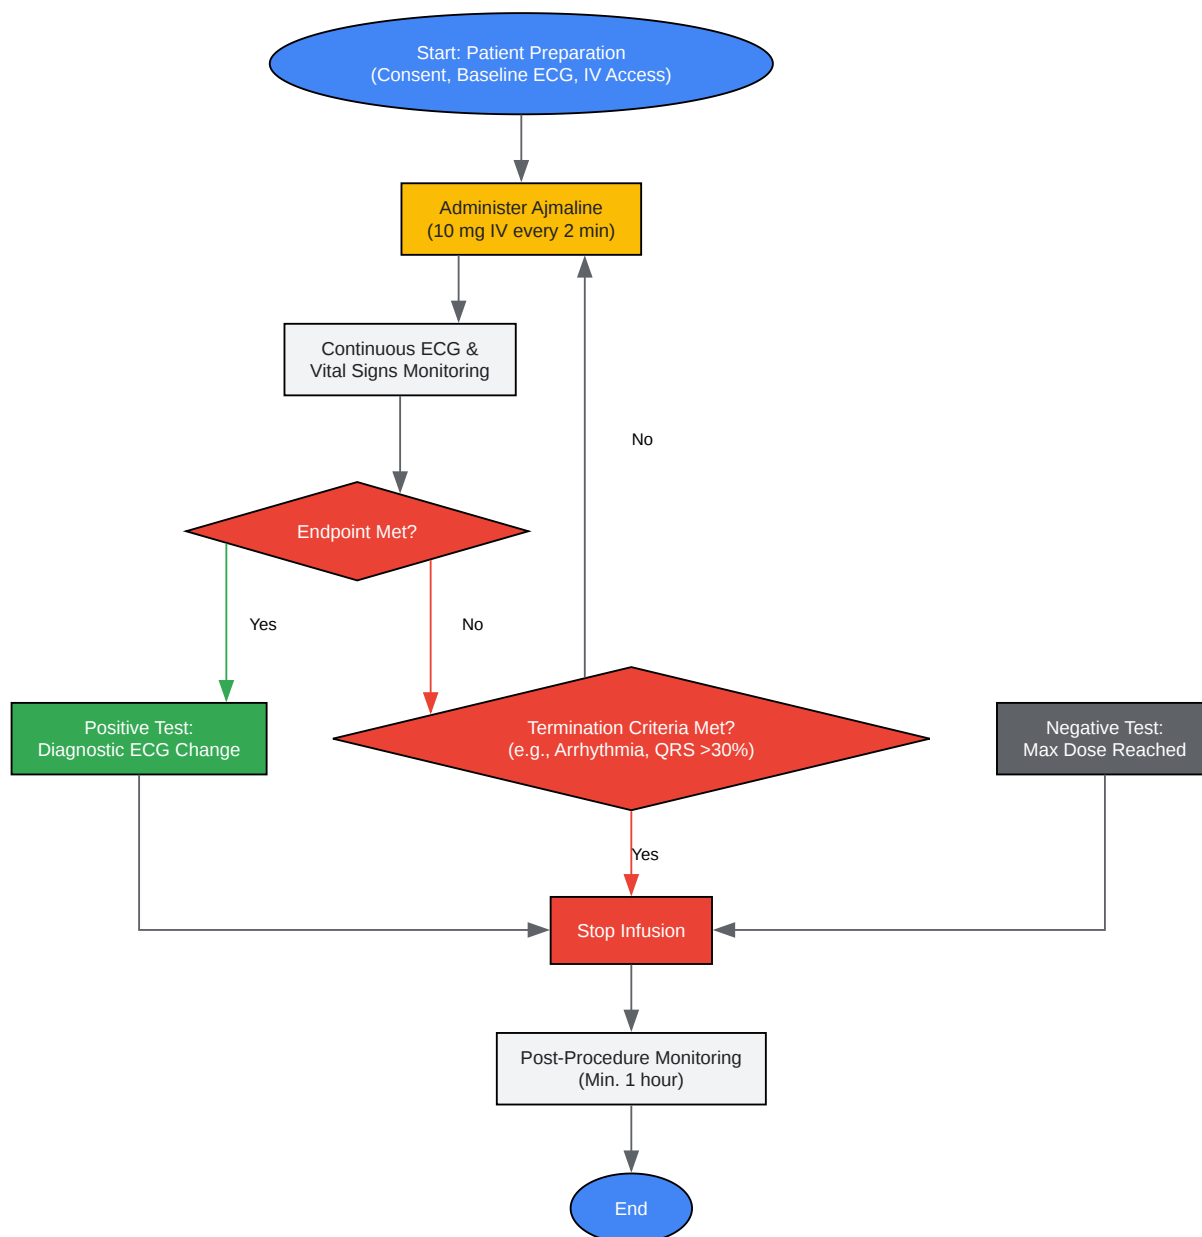 Start: Patient Preparation
(Consent, Baseline ECG, IV Access)
Administer Ajmaline
(10 mg IV every 2 min)
Continuous ECG &
Vital Signs Monitoring
No
Endpoint Met?
Yes
No
Positive Test:
Diagnostic ECG Change
Termination Criteria Met?
(e.g., Arrhythmia, QRS >30%)
Negative Test:
Max Dose Reached
Yes
Stop Infusion
Post-Procedure Monitoring
(Min. 1 hour)
End